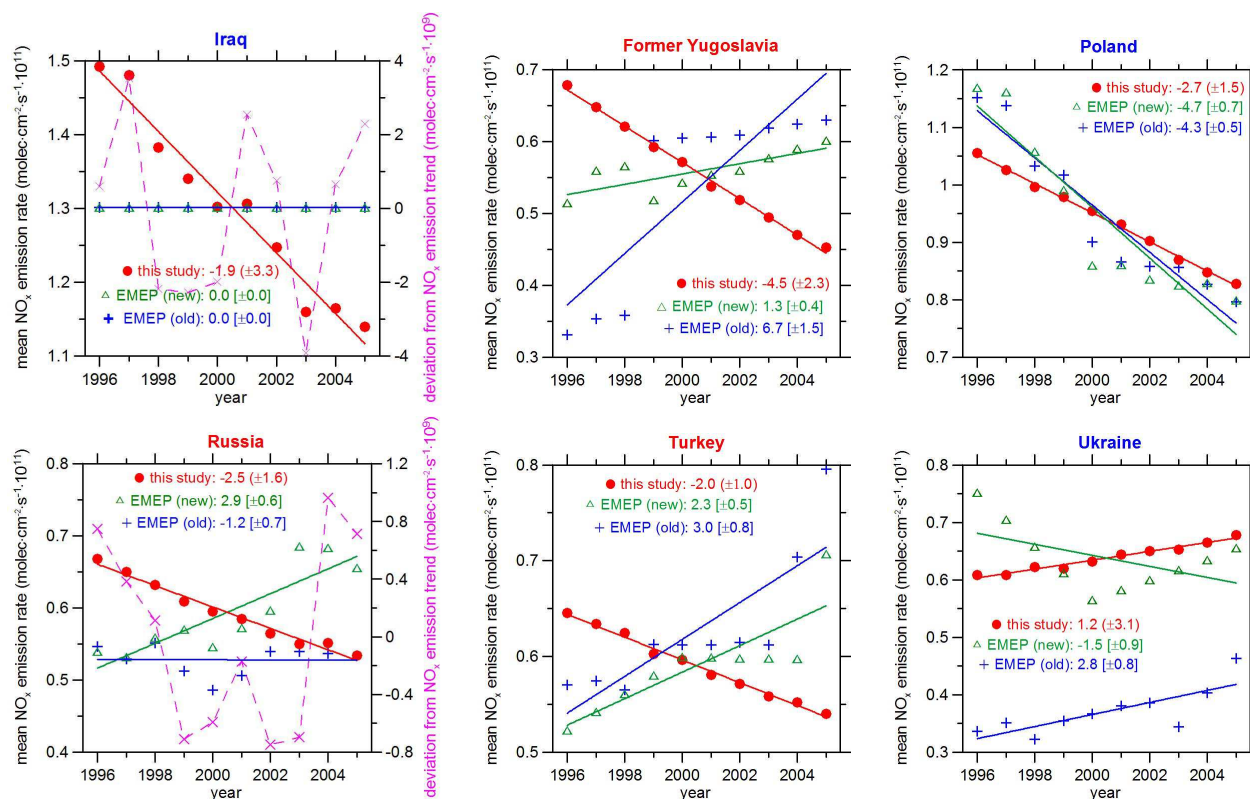 Iraq
mean NOx emission rate (molec·cm⁻²·s⁻¹·10¹¹)
1.5
1.4
1.3
1.2
1.1
this study: -1.9 (±3.3)
EMEP (new): 0.0 [±0.0]
EMEP (old): 0.0 [±0.0]
4
2
0
-2
-4
deviation from NOx emission trend (molec·cm⁻²·s⁻¹·10⁹)
1996 1998 2000 2002 2004
year
Former Yugoslavia
mean NOx emission rate (molec·cm⁻²·s⁻¹·10¹¹)
0.7
0.6
0.5
0.4
0.3
this study: -4.5 (±2.3)
EMEP (new): 1.3 [±0.4]
EMEP (old): 6.7 [±1.5]
1996 1998 2000 2002 2004
year
Poland
mean NOx emission rate (molec·cm⁻²·s⁻¹·10¹¹)
1.2
1.1
1
0.9
0.8
0.7
this study: -2.7 (±1.5)
EMEP (new): -4.7 [±0.7]
EMEP (old): -4.3 [±0.5]
1996 1998 2000 2002 2004
year
Russia
mean NOx emission rate (molec·cm⁻²·s⁻¹·10¹¹)
0.8
0.7
0.6
0.5
0.4
this study: -2.5 (±1.6)
EMEP (new): 2.9 [±0.6]
EMEP (old): -1.2 [±0.7]
1.2
0.8
0.4
0
-0.4
-0.8
deviation from NOx emission trend (molec·cm⁻²·s⁻¹·10⁹)
1996 1998 2000 2002 2004
year
Turkey
mean NOx emission rate (molec·cm⁻²·s⁻¹·10¹¹)
0.8
0.7
0.6
0.5
this study: -2.0 (±1.0)
EMEP (new): 2.3 [±0.5]
EMEP (old): 3.0 [±0.8]
1996 1998 2000 2002 2004
year
Ukraine
mean NOx emission rate (molec·cm⁻²·s⁻¹·10¹¹)
0.8
0.7
0.6
0.5
0.4
0.3
this study: 1.2 (±3.1)
EMEP (new): -1.5 [±0.9]
EMEP (old): 2.8 [±0.8]
1996 1998 2000 2002 2004
year